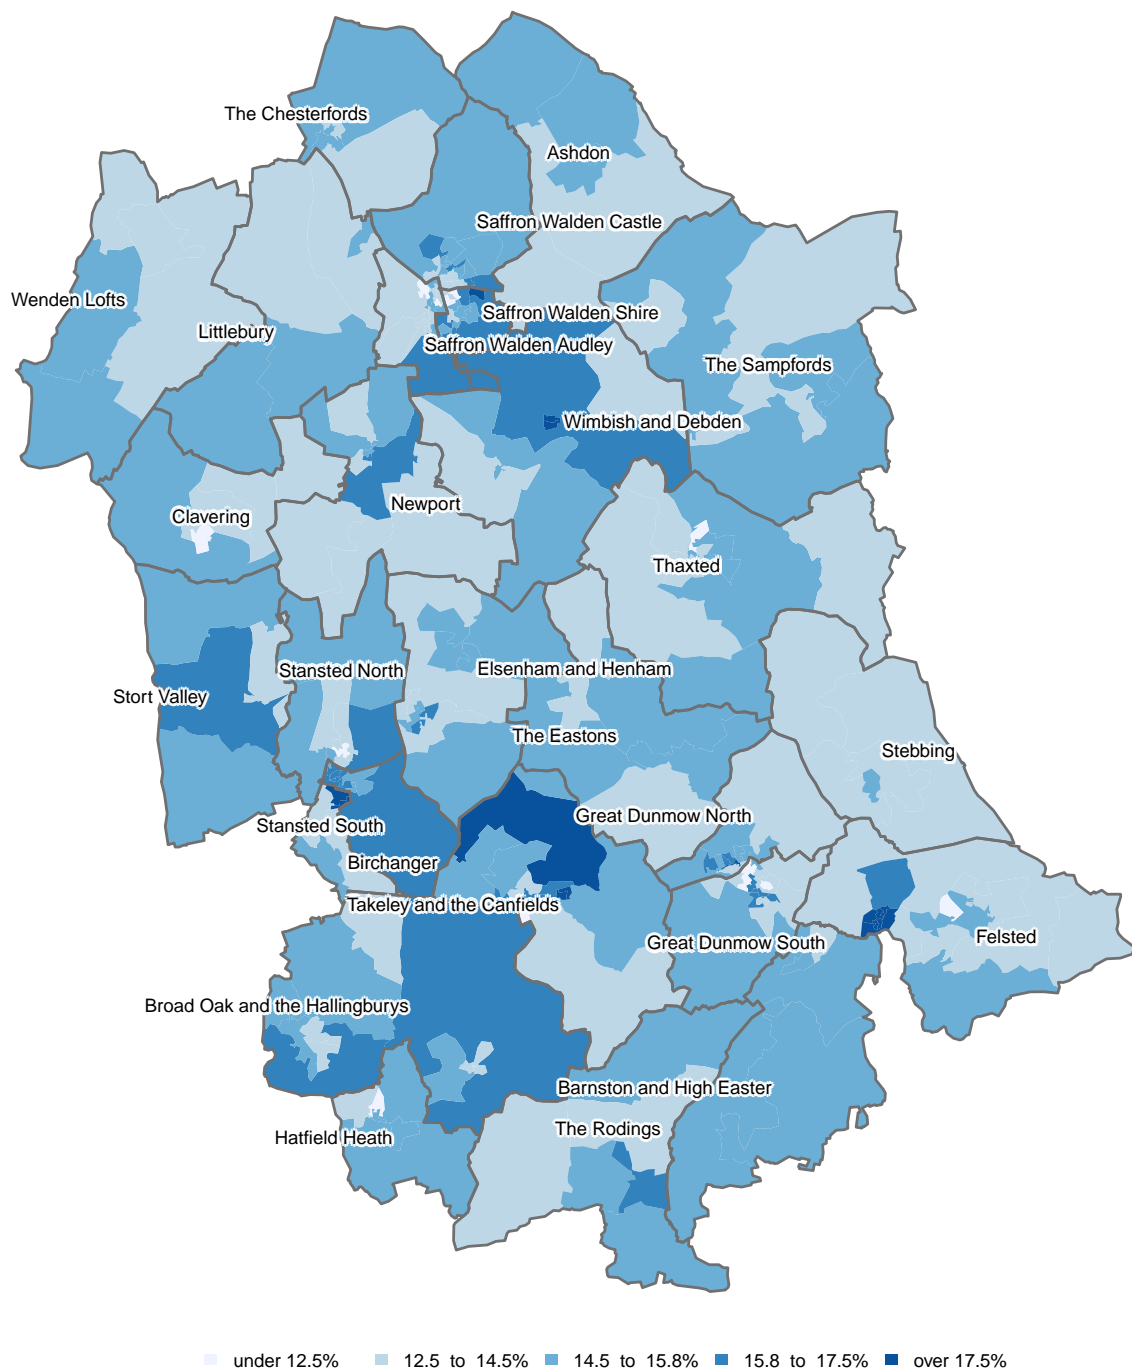 The Chesterfords
Ashdon
Saffron Walden Castle
Wenden Lofts
Saffron Walden Shire
Littlebury
Saffron Walden Audley
The Sampfords
Wimbish and Debden
Newport
Clavering
Thaxted
Elsenham and Henham
Stansted North
Stort Valley
The Eastons
Stebbing
Great Dunmow North
Stansted South
Birchanger
Takeley and the Canfields
Felsted
Great Dunmow South
Broad Oak and the Hallingburys
Barnston and High Easter
The Rodings
Hatfield Heath
under 12.5% 12.5 to 14.5% 14.5 to 15.8% 15.8 to 17.5% over 17.5%